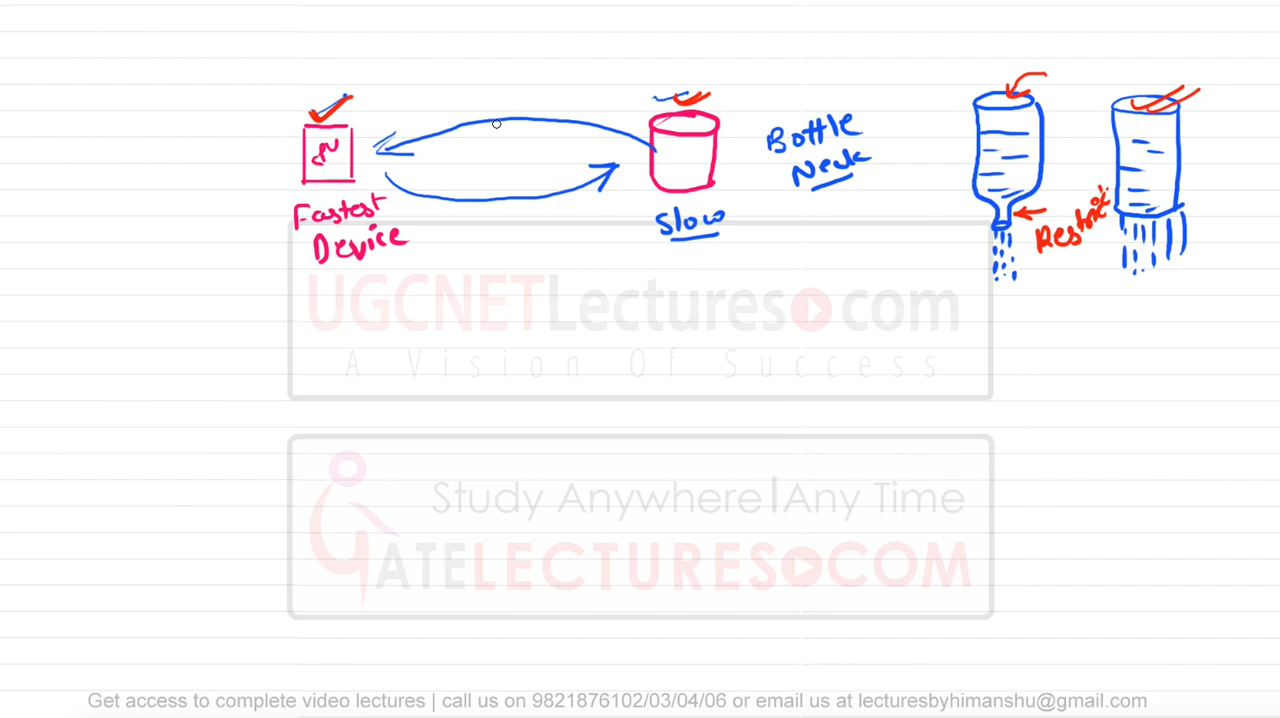 Fastest
Device
Slow
Bottle
Neck
Restrict
UGCNETLectures.com
A Vision Of Success
Study Anywhere|Any Time
GATELECTURES.COM
Get access to complete video lectures | call us on 9821876102/03/04/06 or email us at lecturesbyhimanshu@gmail.com